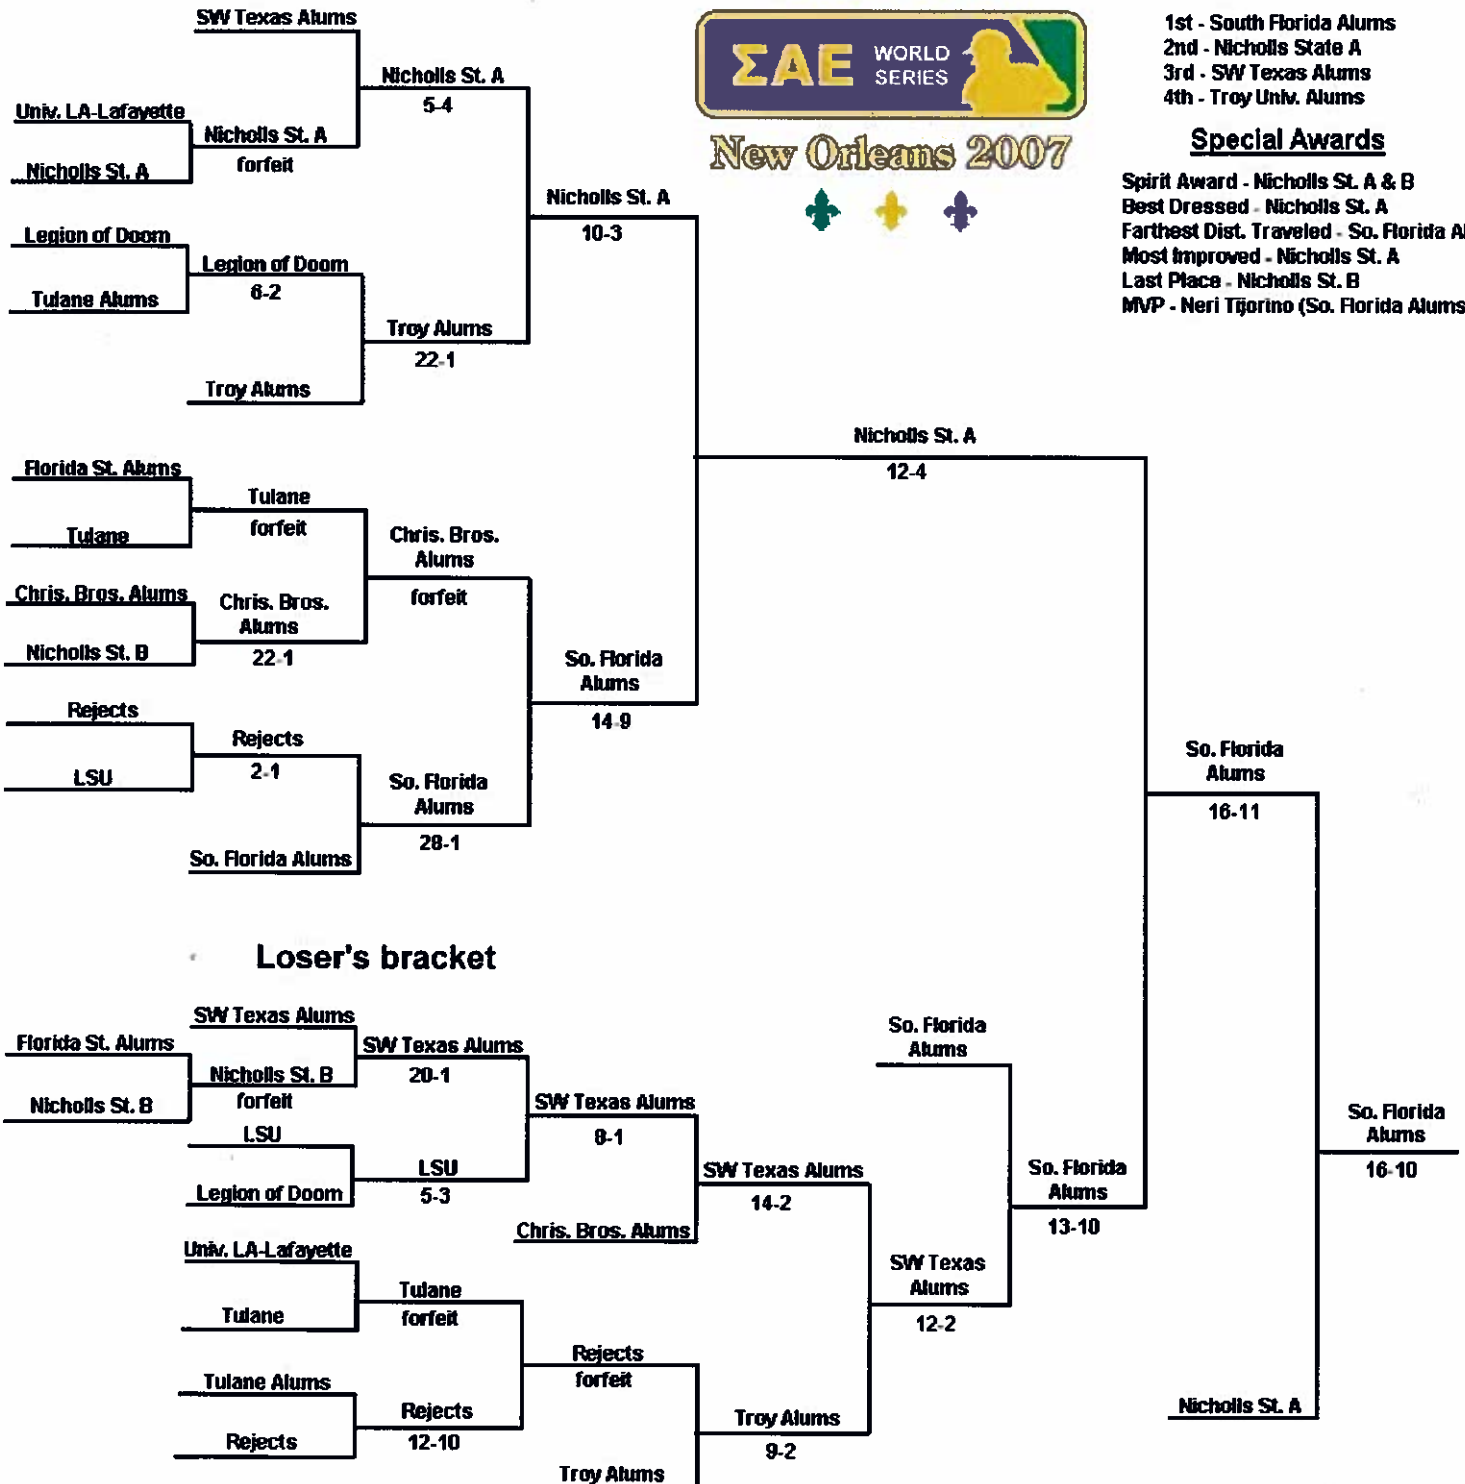 SW Texas Alums
Nicholls St. A
5-4
Univ. LA-Lafayette
Nicholls St. A
forfeit
Nicholls St. A
Nicholls St. A
10-3
Legion of Doom
Legion of Doom
6-2
Tulane Alums
Troy Alums
22-1
Troy Alums
ΣAE WORLD
SERIES
New Orleans 2007
1st - South Florida Alums
2nd - Nicholls State A
3rd - SW Texas Alums
4th - Troy Univ. Alums
Special Awards
Spirit Award - Nicholls St. A & B
Best Dressed - Nicholls St. A
Farthest Dist. Traveled - So. Florida Al
Most Improved - Nicholls St. A
Last Place - Nicholls St. B
MVP - Neri Tijorino (So. Florida Alums
Nicholls St. A
12-4
Florida St. Alums
Tulane
forfeit
Tulane
Chris. Bros.
Alums
forfeit
Chris. Bros. Alums
Chris. Bros.
Alums
22-1
Nicholls St. B
So. Florida
Alums
14-9
Rejects
Rejects
2-1
LSU
So. Florida
Alums
28-1
So. Florida Alums
So. Florida
Alums
16-11
Loser's bracket
SW Texas Alums
Florida St. Alums
SW Texas Alums
20-1
Nicholls St. B
forfeit
Nicholls St. B
SW Texas Alums
8-1
LSU
LSU
5-3
Legion of Doom
SW Texas Alums
14-2
Chris. Bros. Alums
So. Florida
Alums
So. Florida
Alums
13-10
SW Texas
Alums
12-2
Univ. LA-Lafayette
Tulane
forfeit
Tulane
Rejects
forfeit
Tulane Alums
Rejects
12-10
Rejects
Troy Alums
9-2
Troy Alums
So. Florida
Alums
16-10
Nicholls St. A